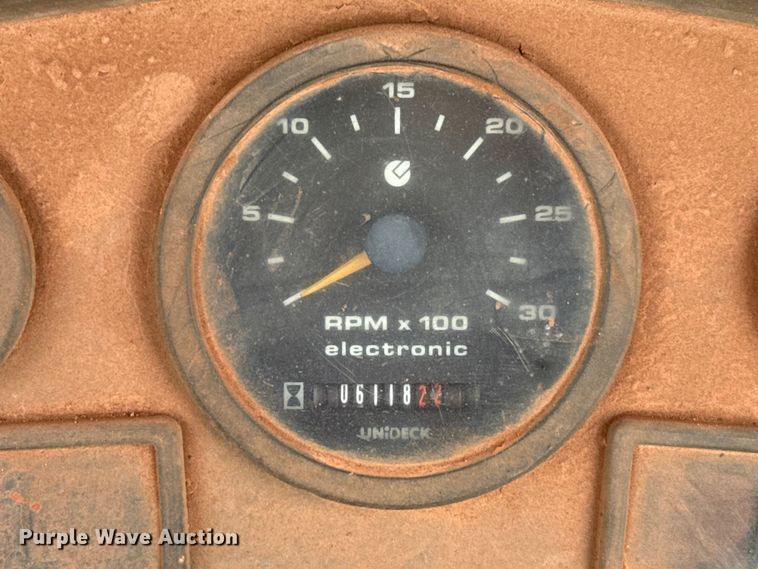 15
10 20
5 25
30
RPM x 100
electronic
0611822
UNiDECK
Purple Wave Auction